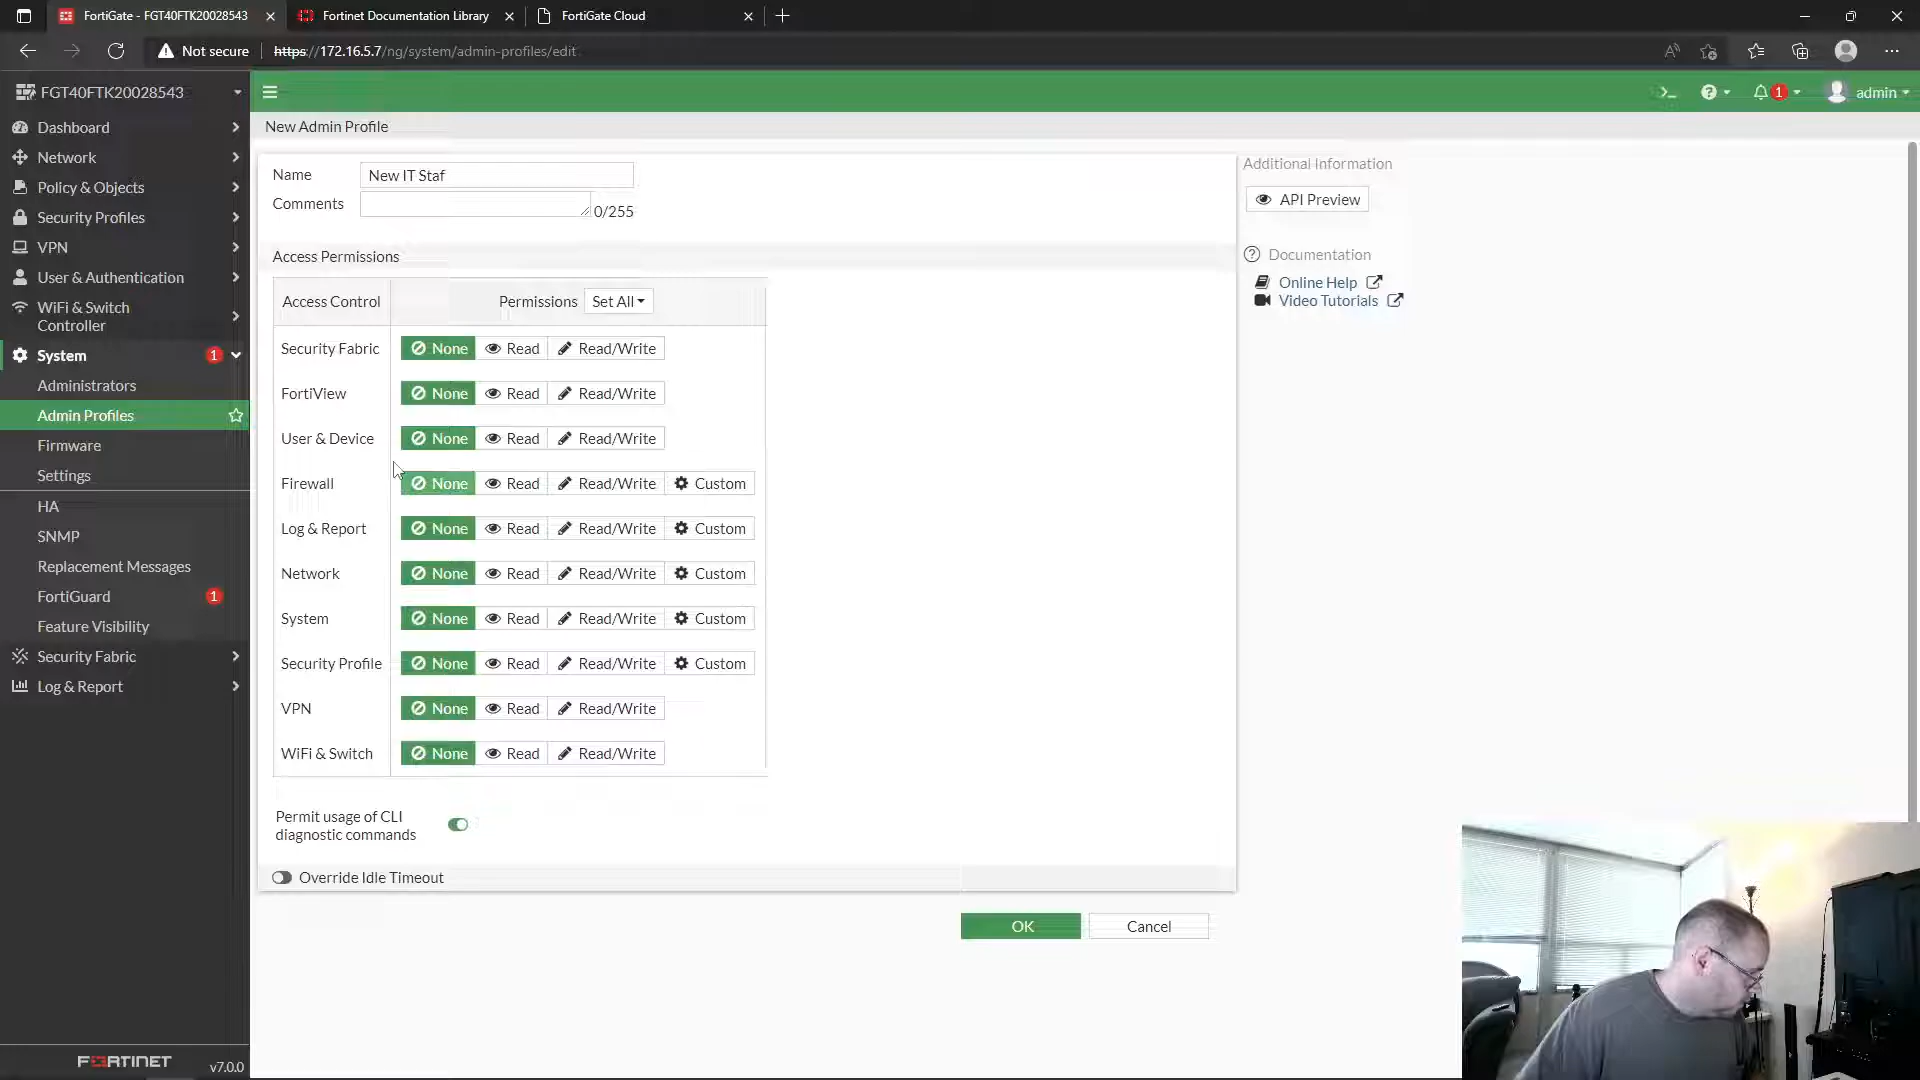 FortiGate - FGT40FTK20028543
Fortinet Documentation Library
FortiGate Cloud
Not secure
https://172.16.5.7/ng/system/admin-profiles/edit
FGT40FTK20028543
1
admin
Dashboard
Network
Policy & Objects
Security Profiles
VPN
User & Authentication
WiFi & Switch
Controller
System
1
Administrators
Admin Profiles
Firmware
Settings
HA
SNMP
Replacement Messages
FortiGuard
1
Feature Visibility
Security Fabric
Log & Report
FORTINET
v7.0.0
New Admin Profile
Name
New IT Staf
Comments
0/255
Access Permissions
Access Control
Permissions
Set All
Security Fabric
None
Read
Read/Write
FortiView
None
Read
Read/Write
User & Device
None
Read
Read/Write
Firewall
None
Read
Read/Write
Custom
Log & Report
None
Read
Read/Write
Custom
Network
None
Read
Read/Write
Custom
System
None
Read
Read/Write
Custom
Security Profile
None
Read
Read/Write
Custom
VPN
None
Read
Read/Write
WiFi & Switch
None
Read
Read/Write
Permit usage of CLI
diagnostic commands
Override Idle Timeout
OK
Cancel
Additional Information
API Preview
Documentation
Online Help
Video Tutorials